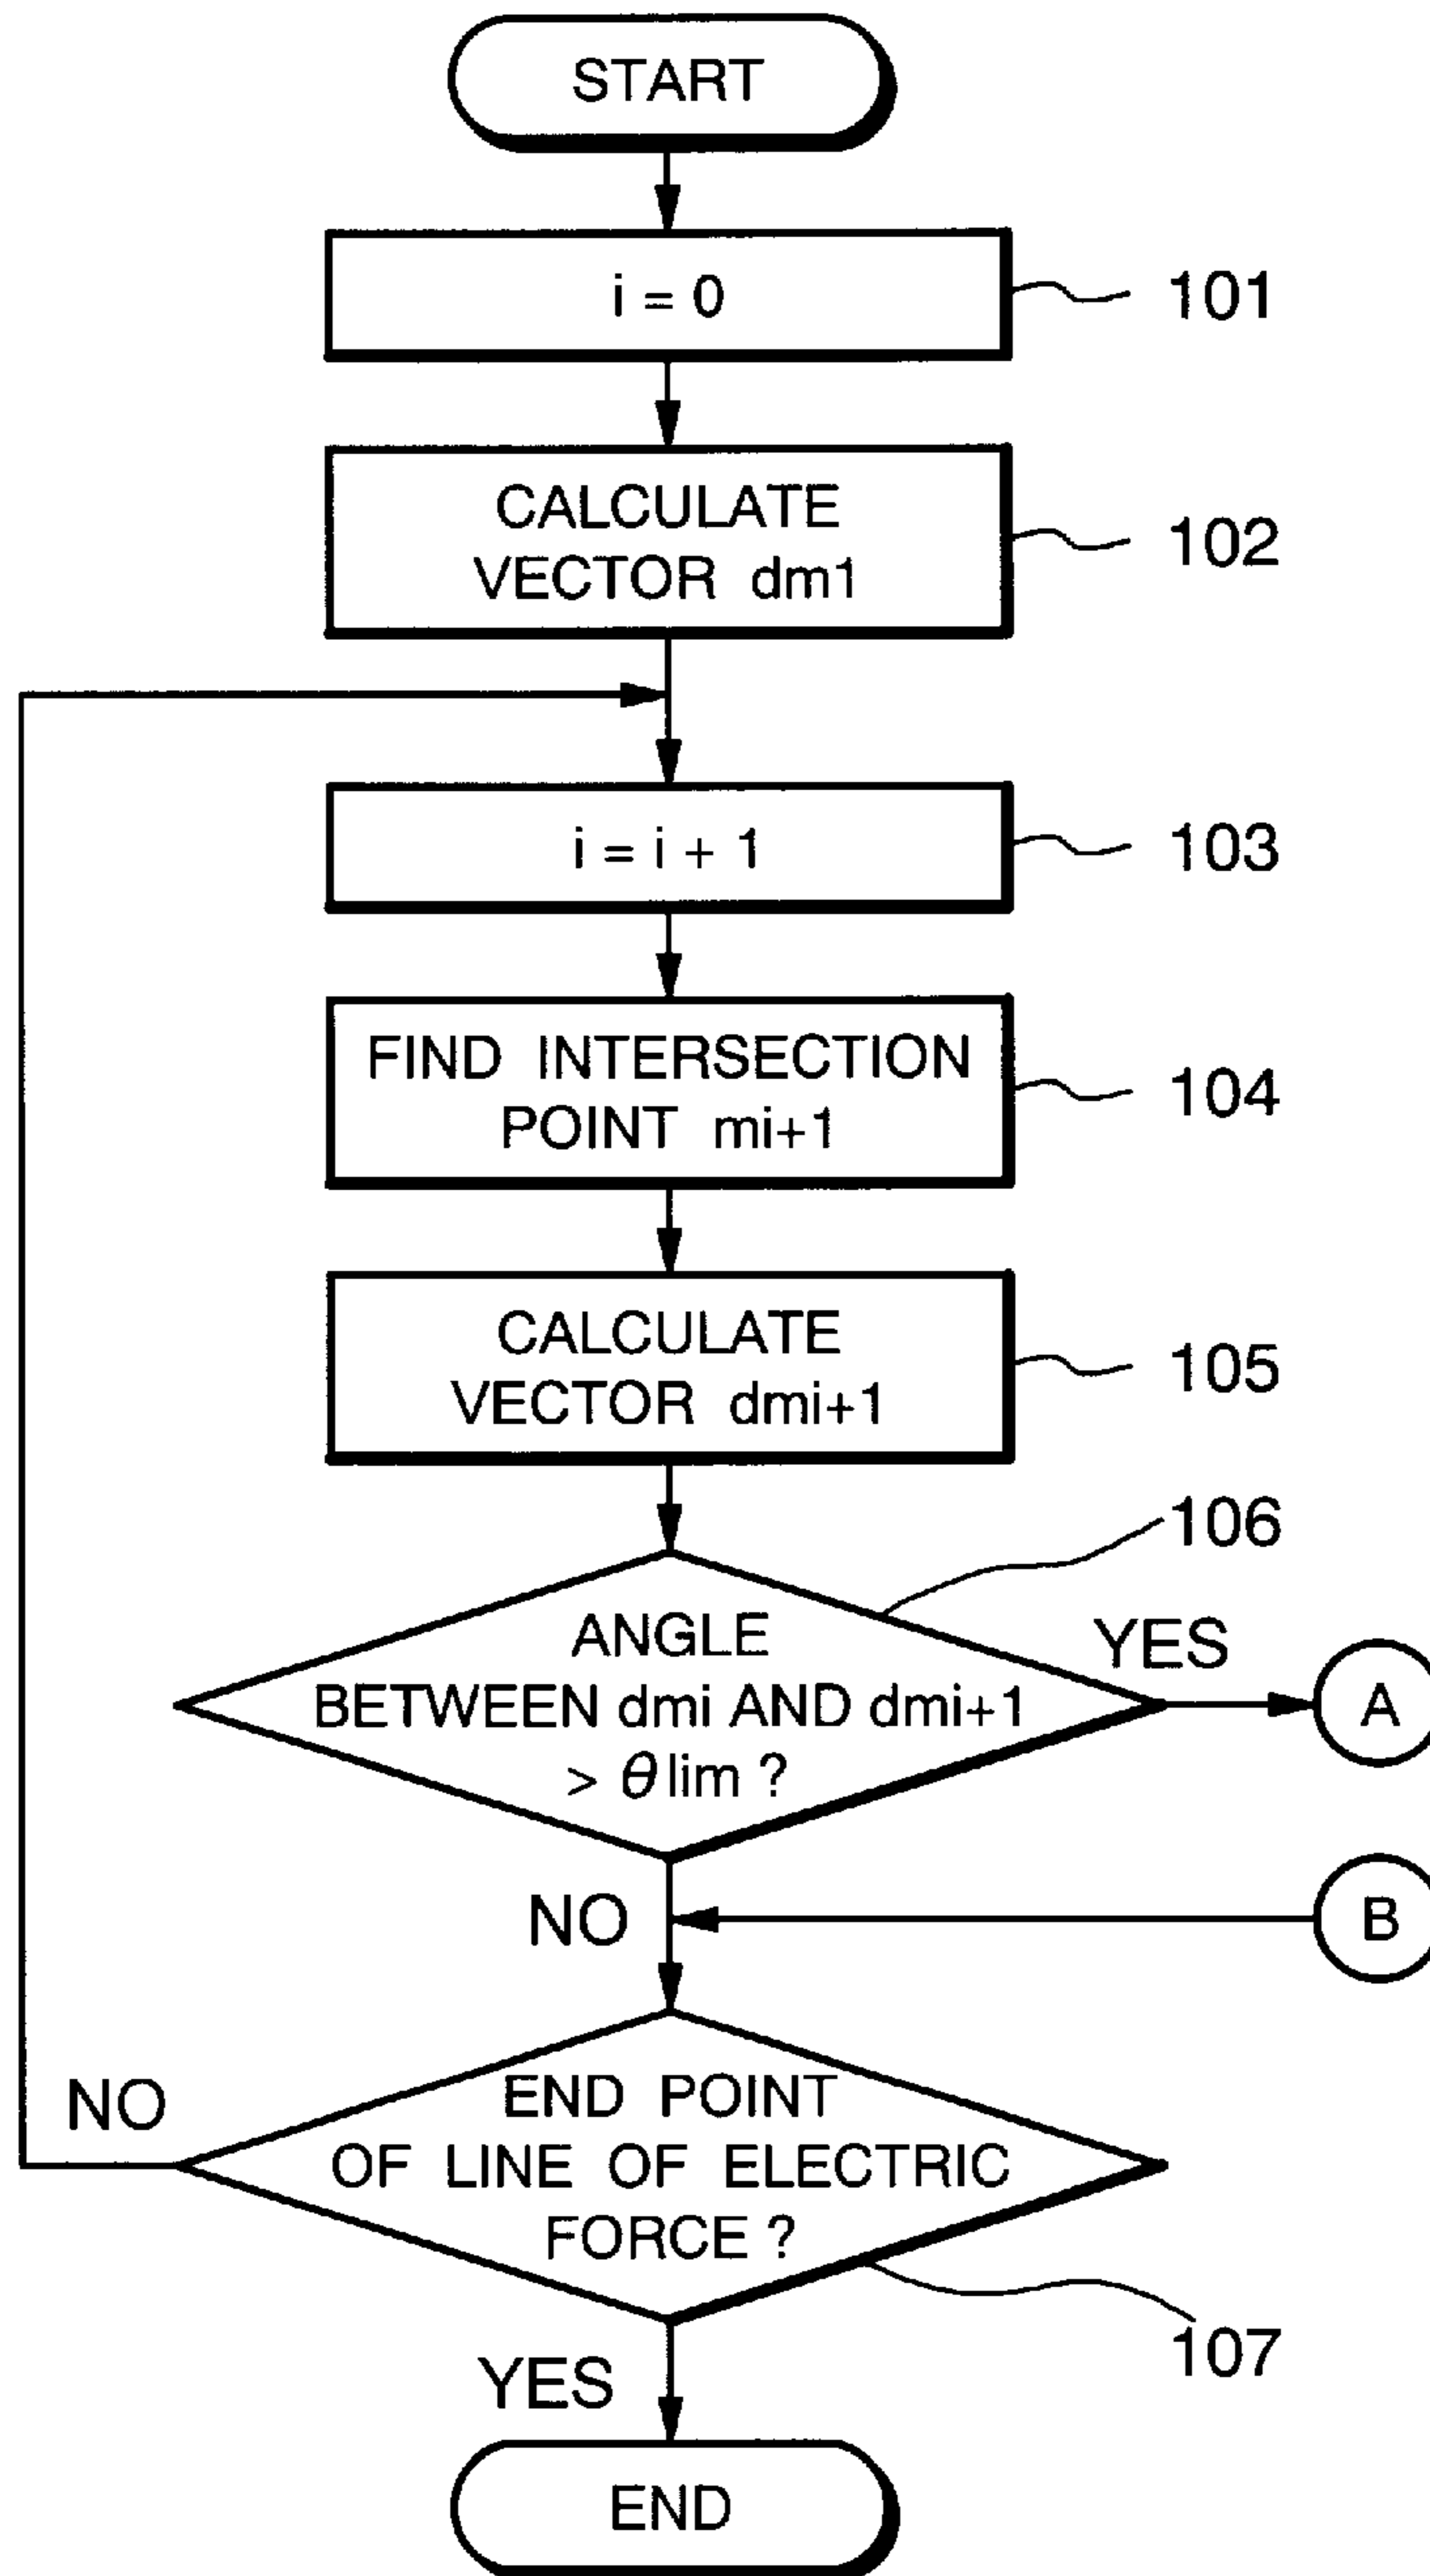 START
i = 0
101
CALCULATE
VECTOR dm1
102
i = i + 1
103
FIND INTERSECTION
POINT mi+1
104
CALCULATE
VECTOR dmi+1
105
106
ANGLE
BETWEEN dmi AND dmi+1
> θ lim ?
YES
A
NO
B
END POINT
OF LINE OF ELECTRIC
FORCE ?
NO
107
YES
END